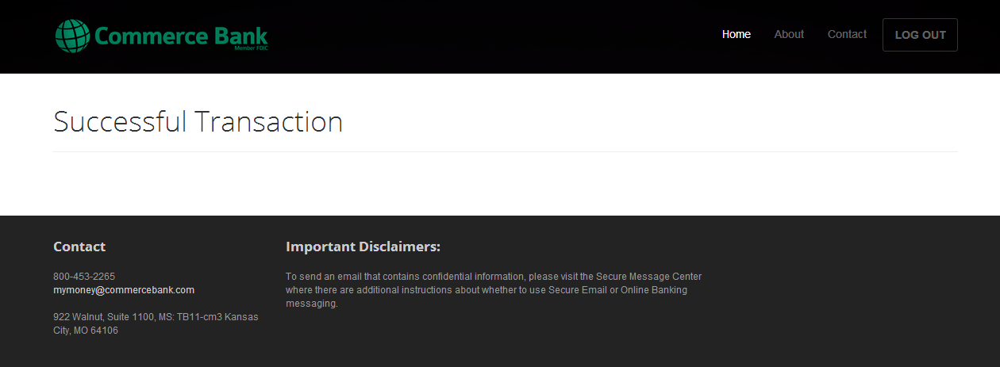 Commerce Bank
Member FDIC
Home About Contact LOG OUT
Successful Transaction
Contact
800-453-2265
mymoney@commercebank.com
922 Walnut, Suite 1100, MS: TB11-cm3 Kansas
City, MO 64106
Important Disclaimers:
To send an email that contains confidential information, please visit the Secure Message Center
where there are additional instructions about whether to use Secure Email or Online Banking
messaging.